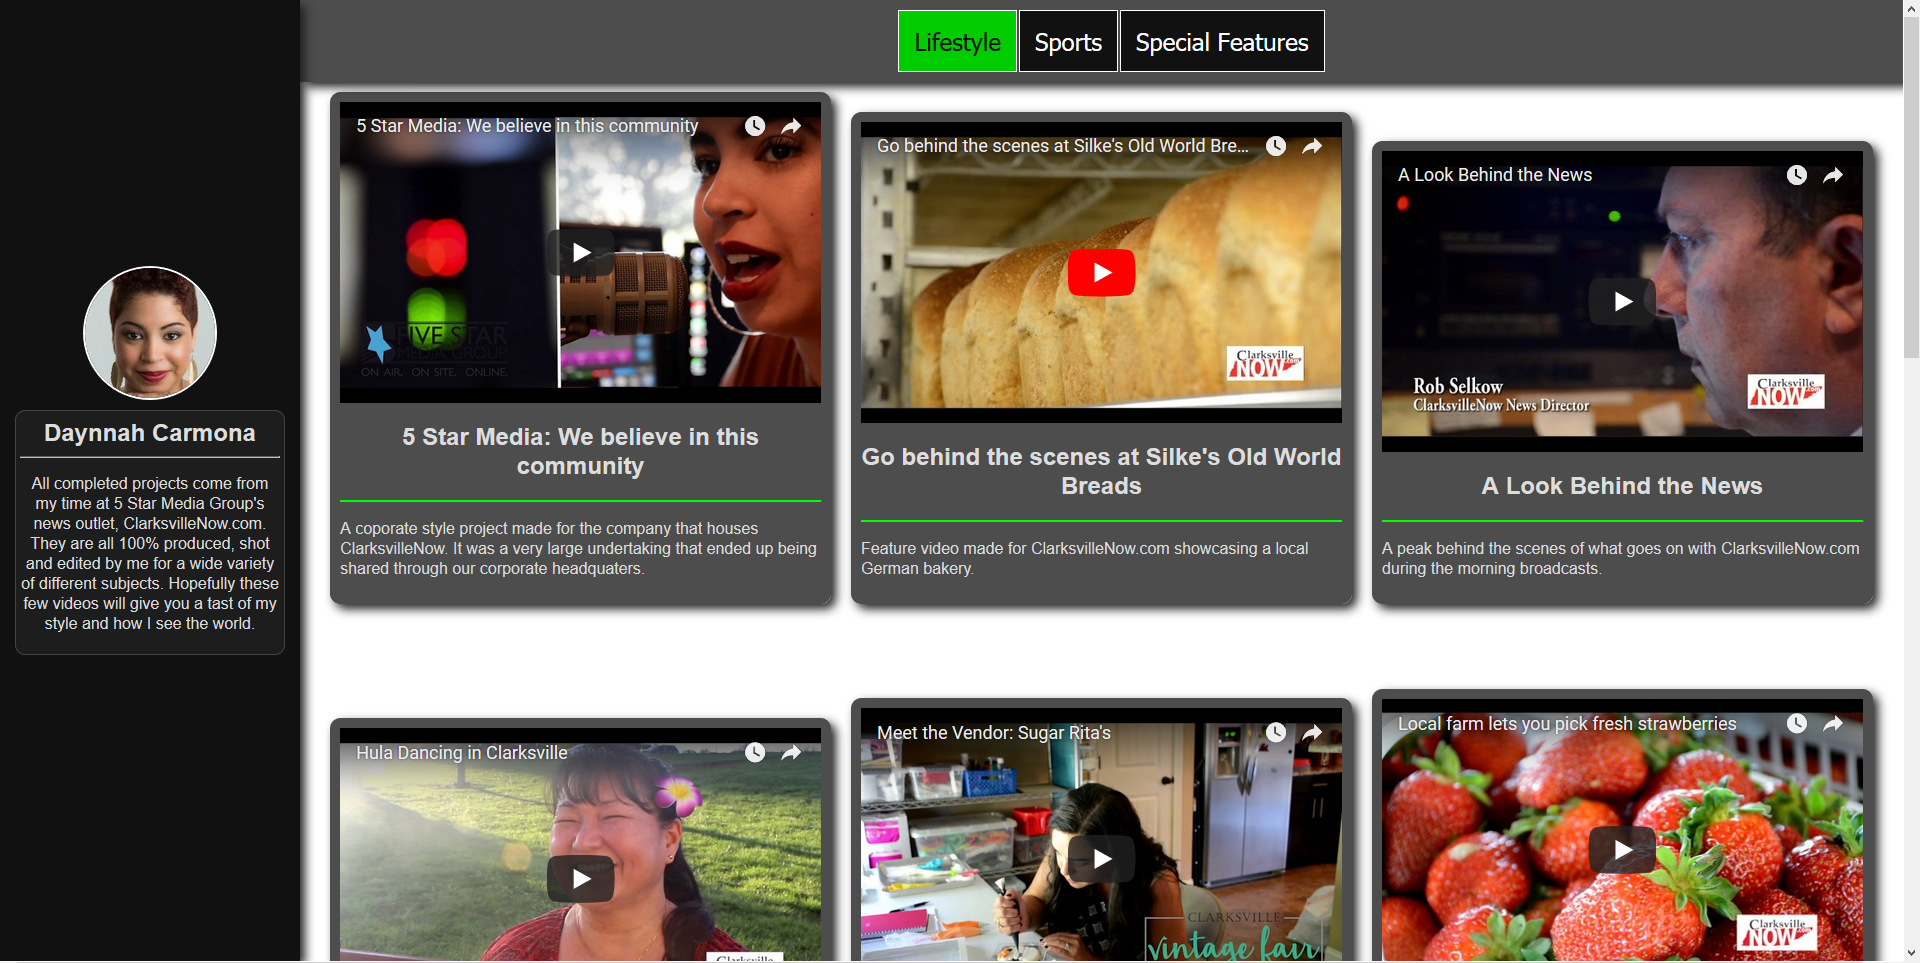 Lifestyle
Sports
Special Features
Daynnah Carmona
All completed projects come from
my time at 5 Star Media Group's
news outlet, ClarksvilleNow.com.
They are all 100% produced, shot
and edited by me for a wide variety
of different subjects. Hopefully these
few videos will give you a tast of my
style and how I see the world.
5 Star Media: We believe in this community
FIVE STAR
MEDIA GROUP
ON AIR. ON SITE. ONLINE.
5 Star Media: We believe in this
community
A coporate style project made for the company that houses
ClarksvilleNow. It was a very large undertaking that ended up being
shared through our corporate headquaters.
Go behind the scenes at Silke's Old World Bre...
Clarksville
NOW.com
Go behind the scenes at Silke's Old World
Breads
Feature video made for ClarksvilleNow.com showcasing a local
German bakery.
A Look Behind the News
Rob Selkow
ClarksvilleNow News Director
Clarksville
NOW.com
A Look Behind the News
A peak behind the scenes of what goes on with ClarksvilleNow.com
during the morning broadcasts.
Hula Dancing in Clarksville
Clarksville
Meet the Vendor: Sugar Rita's
CLARKSVILLE
vintage fair
Local farm lets you pick fresh strawberries
Clarksville
NOW.com